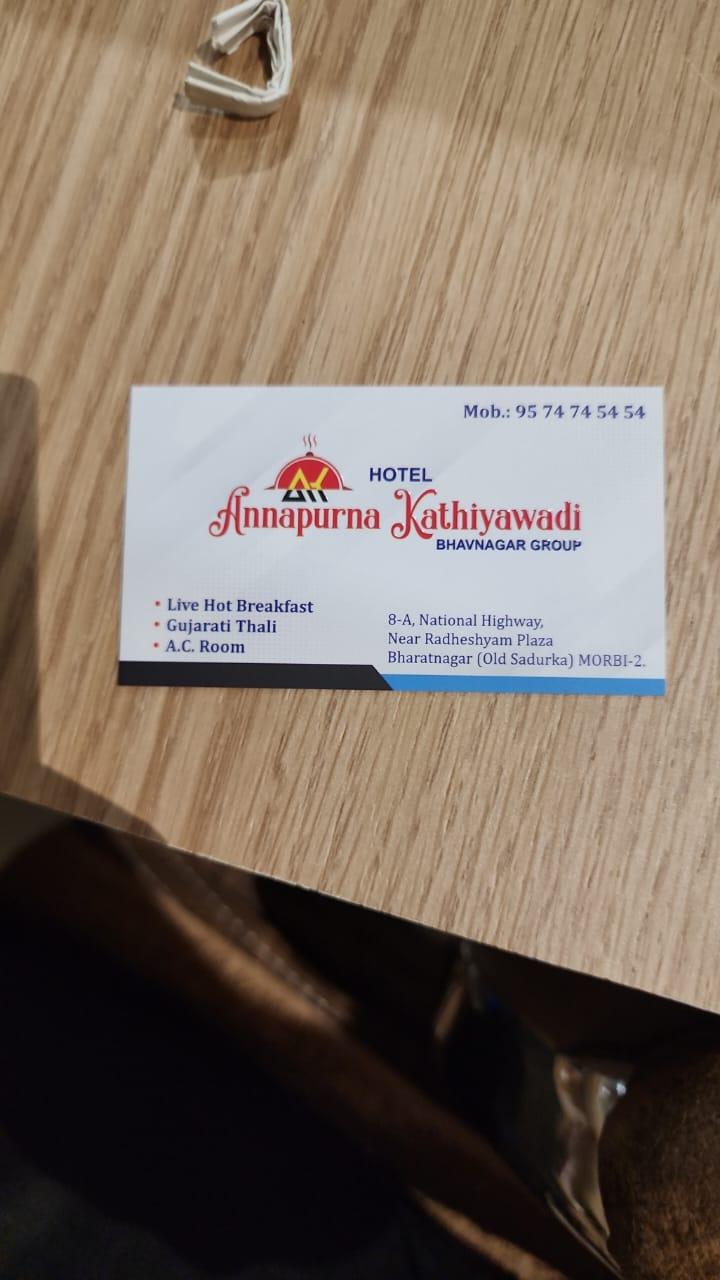 Mob.: 95 74 74 54 54
AK
HOTEL
Annapurna Kathiyawadi
BHAVNAGAR GROUP
• Live Hot Breakfast
• Gujarati Thali
• A.C. Room
8-A, National Highway,
Near Radheshyam Plaza
Bharatnagar (Old Sadurka) MORBI-2.